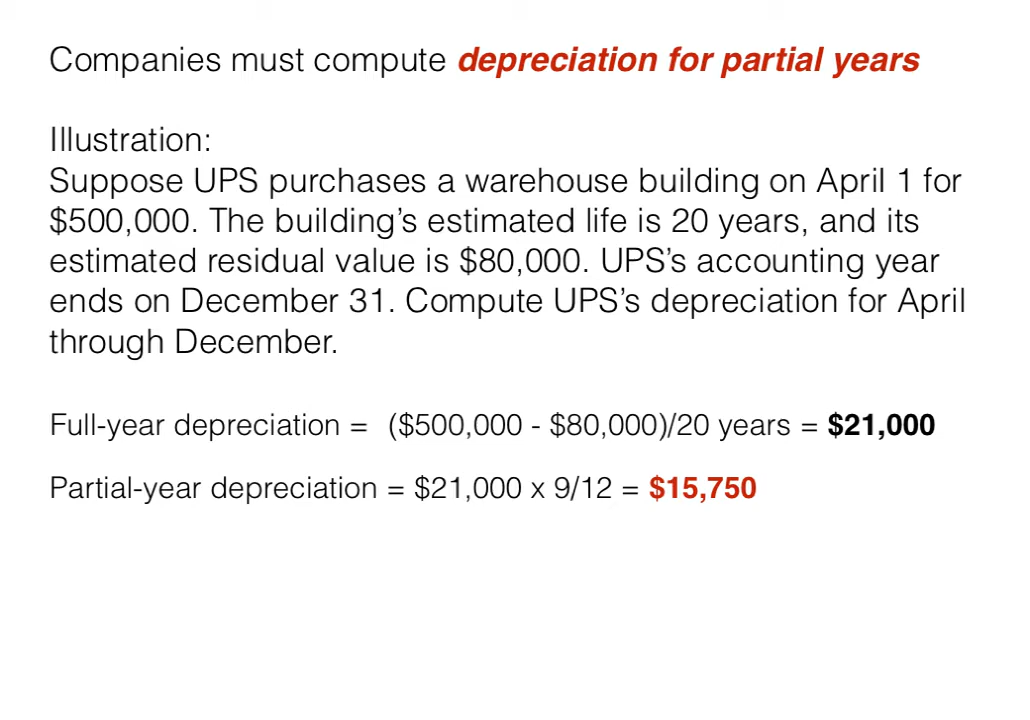 Companies must compute depreciation for partial years
Illustration:
Suppose UPS purchases a warehouse building on April 1 for
$500,000. The building’s estimated life is 20 years, and its
estimated residual value is $80,000. UPS’s accounting year
ends on December 31. Compute UPS’s depreciation for April
through December.
Full-year depreciation = ($500,000 - $80,000)/20 years = $21,000
Partial-year depreciation = $21,000 x 9/12 = $15,750